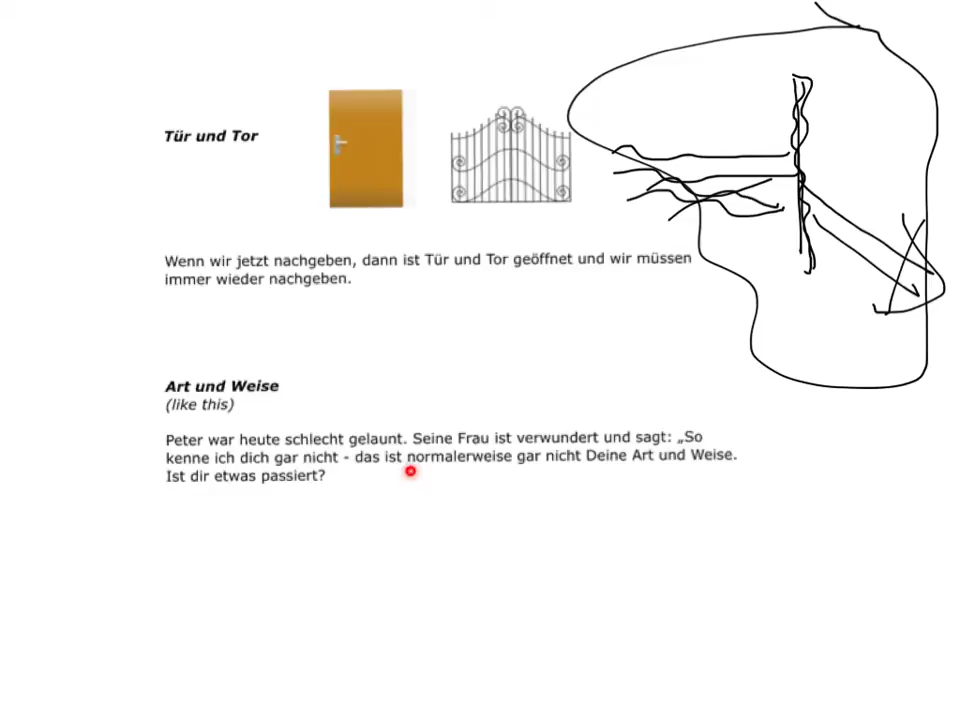 Tür und Tor
Wenn wir jetzt nachgeben, dann ist Tür und Tor geöffnet und wir müssen
immer wieder nachgeben.
Art und Weise
(like this)
Peter war heute schlecht gelaunt. Seine Frau ist verwundert und sagt: „So
kenne ich dich gar nicht - das ist normalerweise gar nicht Deine Art und Weise.
Ist dir etwas passiert?